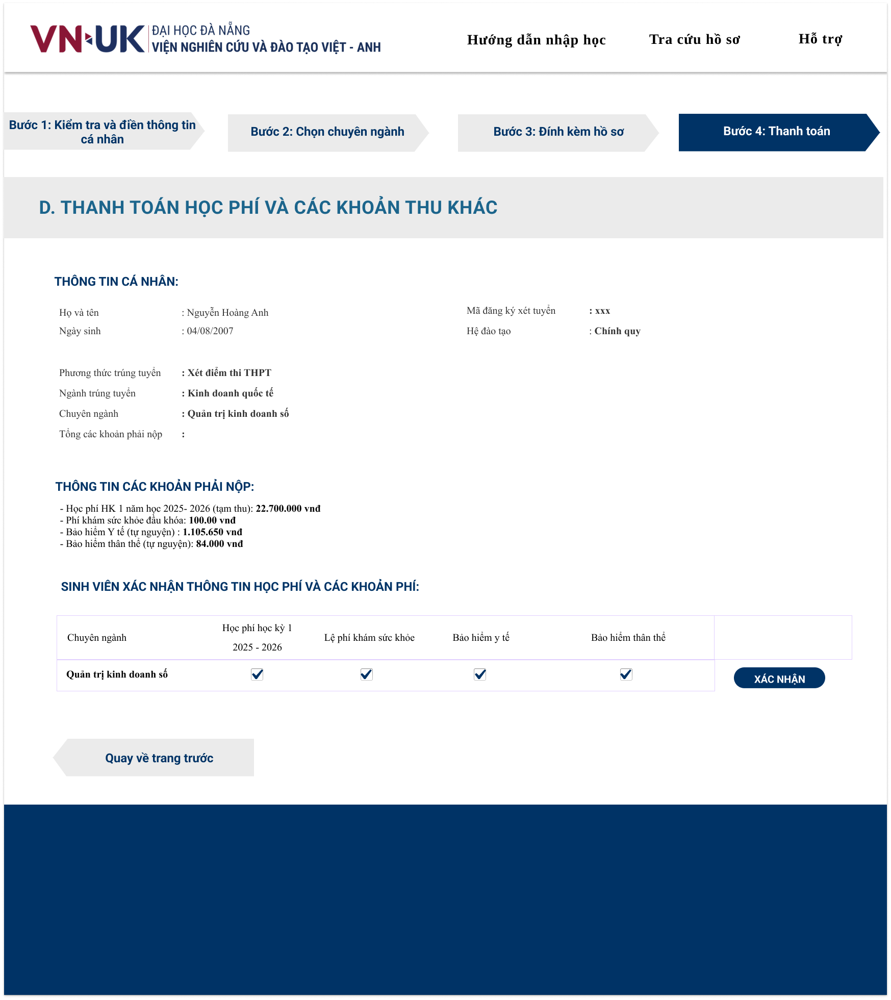 VN UK
ĐẠI HỌC ĐÀ NẴNG
VIỆN NGHIÊN CỨU VÀ ĐÀO TẠO VIỆT - ANH
Hướng dẫn nhập học
Tra cứu hồ sơ
Hỗ trợ
Bước 1: Kiểm tra và điền thông tin
cá nhân
Bước 2: Chọn chuyên ngành
Bước 3: Đính kèm hồ sơ
Bước 4: Thanh toán
D. THANH TOÁN HỌC PHÍ VÀ CÁC KHOẢN THU KHÁC
THÔNG TIN CÁ NHÂN:
Họ và tên : Nguyễn Hoàng Anh
Mã đăng ký xét tuyển : xxx
Ngày sinh : 04/08/2007
Hệ đào tạo : Chính quy
Phương thức trúng tuyển : Xét điểm thi THPT
Ngành trúng tuyển : Kinh doanh quốc tế
Chuyên ngành : Quản trị kinh doanh số
Tổng các khoản phải nộp :
THÔNG TIN CÁC KHOẢN PHẢI NỘP:
- Học phí HK 1 năm học 2025- 2026 (tạm thu): 22.700.000 vnđ
- Phí khám sức khỏe đầu khóa: 100.00 vnđ
- Bảo hiểm Y tế (tự nguyện) : 1.105.650 vnđ
- Bảo hiểm thân thể (tự nguyện): 84.000 vnđ
SINH VIÊN XÁC NHẬN THÔNG TIN HỌC PHÍ VÀ CÁC KHOẢN PHÍ:
Chuyên ngành
Học phí học kỳ 1
2025 - 2026
Lệ phí khám sức khỏe
Bảo hiểm y tế
Bảo hiểm thân thể
Quản trị kinh doanh số
XÁC NHẬN
Quay về trang trước